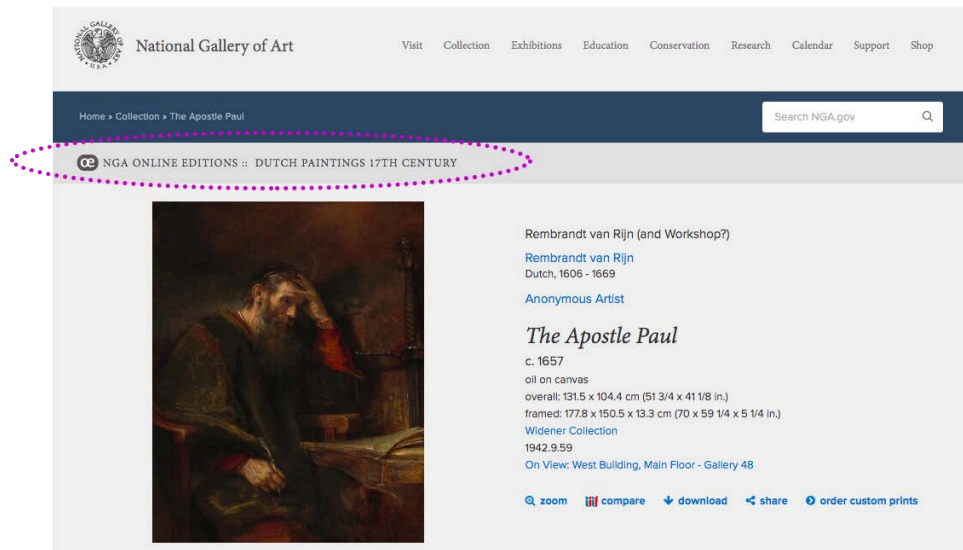 NATIONAL GALLERY OF ART · U.S.A. ·
National Gallery of Art
Visit Collection Exhibitions Education Conservation Research Calendar Support Shop
Home » Collection » The Apostle Paul
Search NGA.gov
œ NGA ONLINE EDITIONS :: DUTCH PAINTINGS 17TH CENTURY
Rembrandt van Rijn (and Workshop?)
Rembrandt van Rijn
Dutch, 1606 - 1669
Anonymous Artist
The Apostle Paul
c. 1657
oil on canvas
overall: 131.5 x 104.4 cm (51 3/4 x 41 1/8 in.)
framed: 177.8 x 150.5 x 13.3 cm (70 x 59 1/4 x 5 1/4 in.)
Widener Collection
1942.9.59
On View: West Building, Main Floor - Gallery 48
zoom compare download share order custom prints